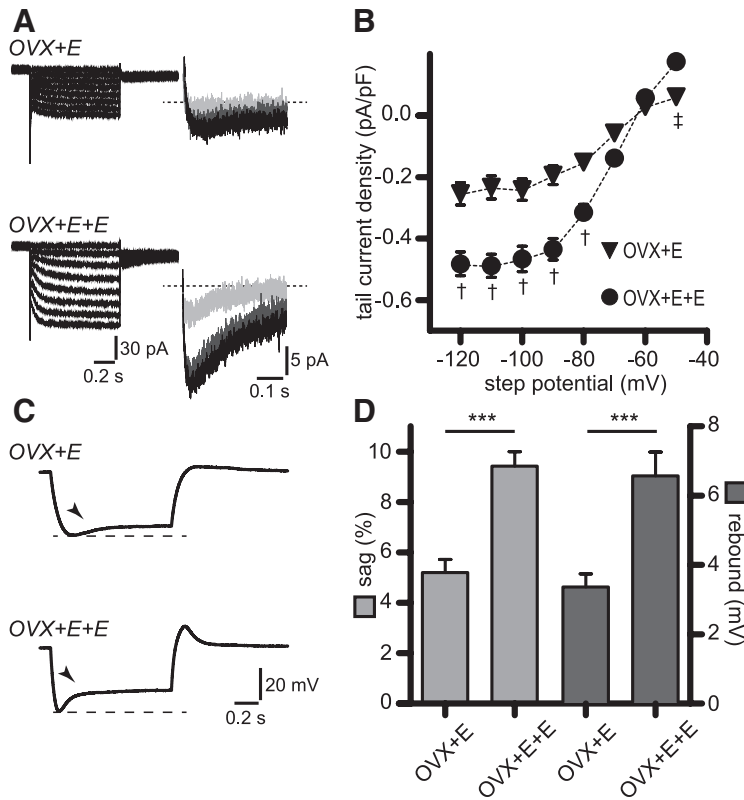 A
OVX+E
OVX+E+E
30 pA
0.2 s
5 pA
0.1 s
B
tail current density (pA/pF)
0.0
-0.2
-0.4
-0.6
‡
†
† † † †
OVX+E
OVX+E+E
-120 -100 -80 -60 -40
step potential (mV)
C
OVX+E
OVX+E+E
20 mV
0.2 s
D
*** ***
sag (%)
10
8
6
4
2
0
8
6
4
2
0
rebound (mV)
OVX+E
OVX+E+E
OVX+E
OVX+E+E